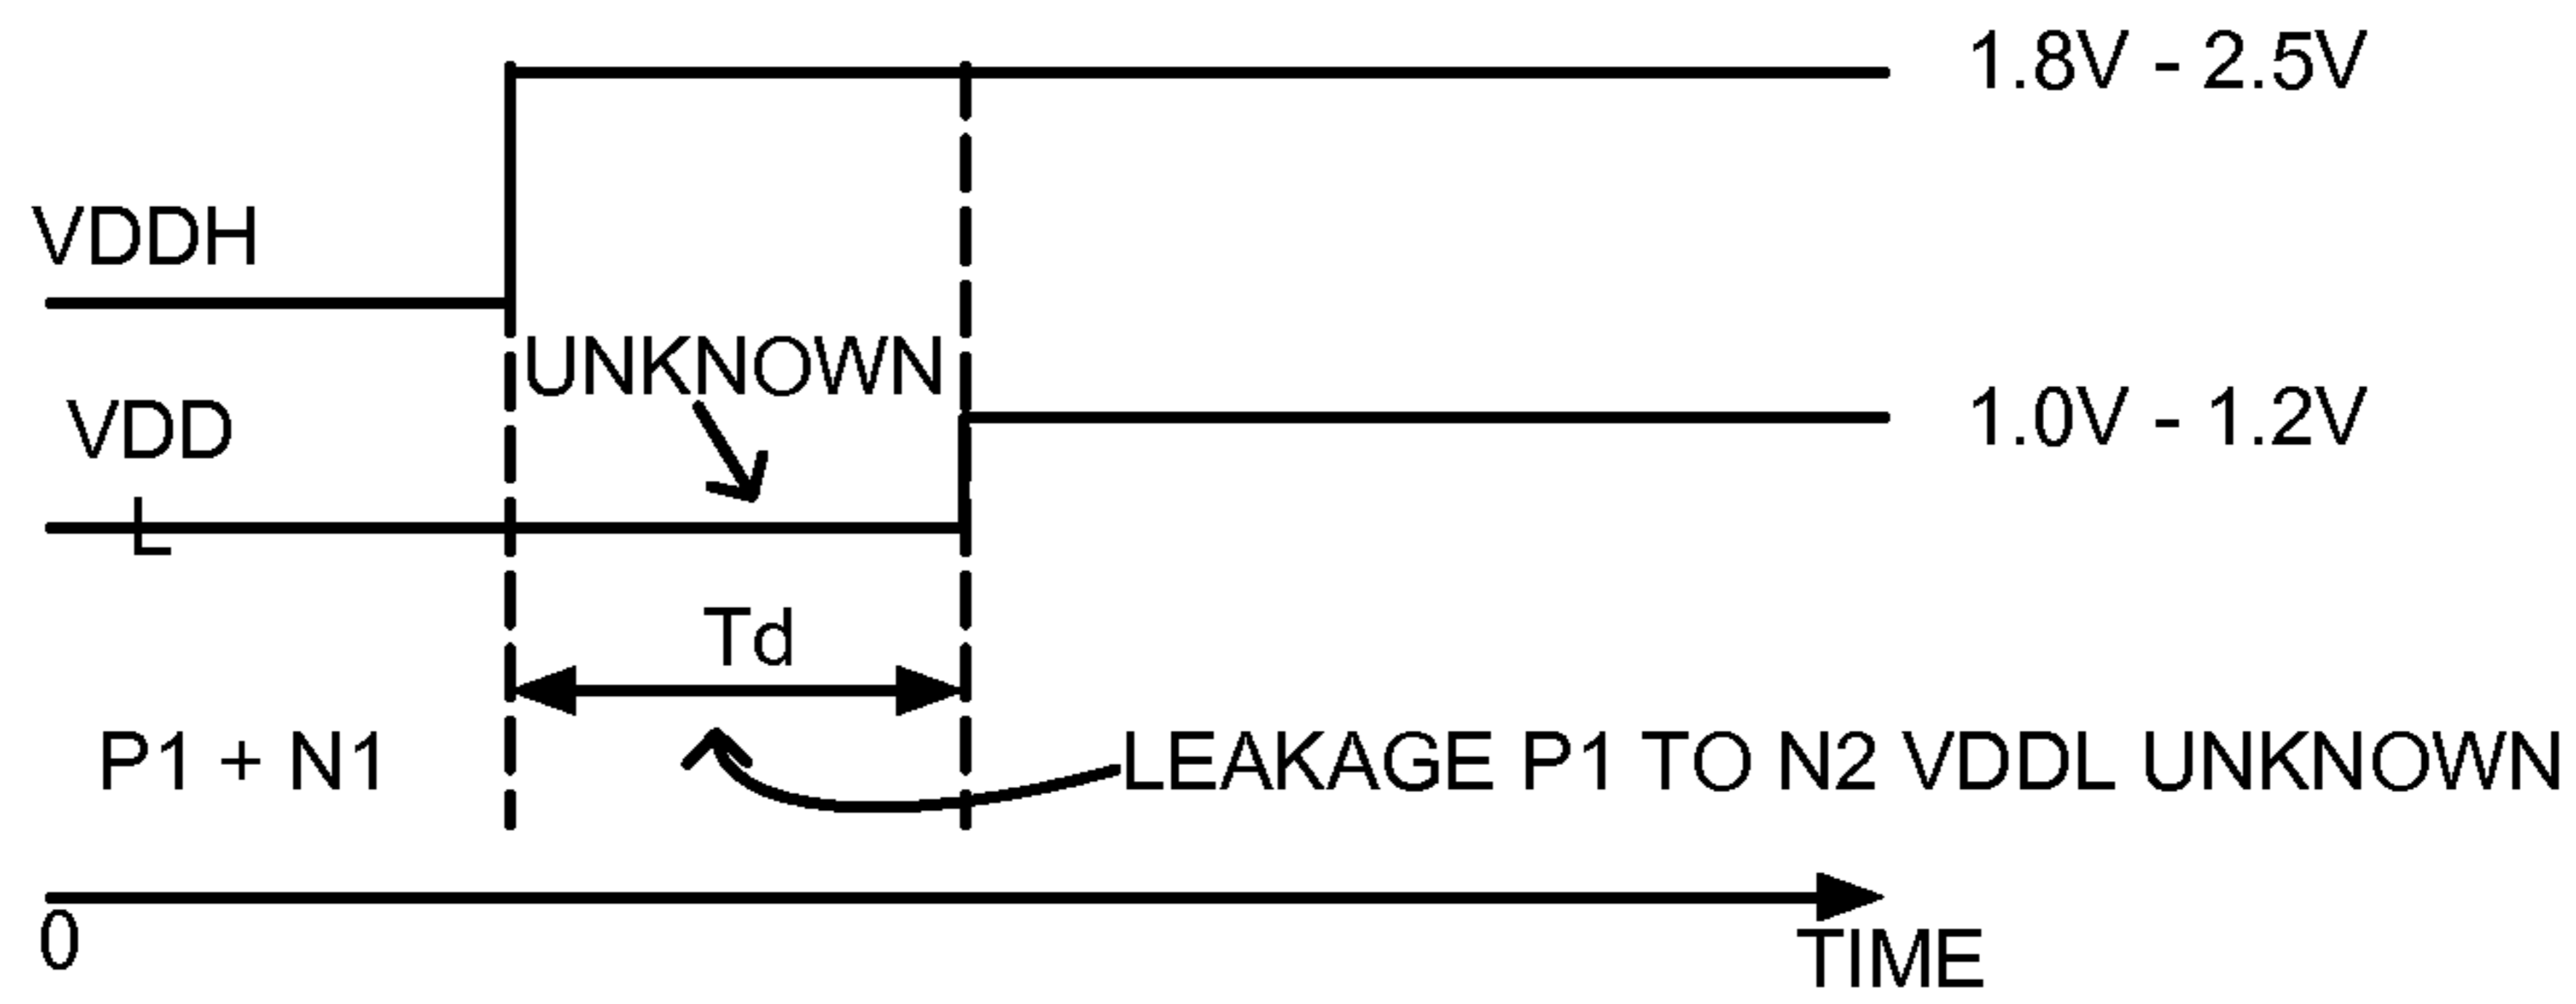 1.8V - 2.5V
VDDH
UNKNOWN
VDD
L
1.0V - 1.2V
Td
P1 + N1
LEAKAGE P1 TO N2 VDDL UNKNOWN
0
TIME